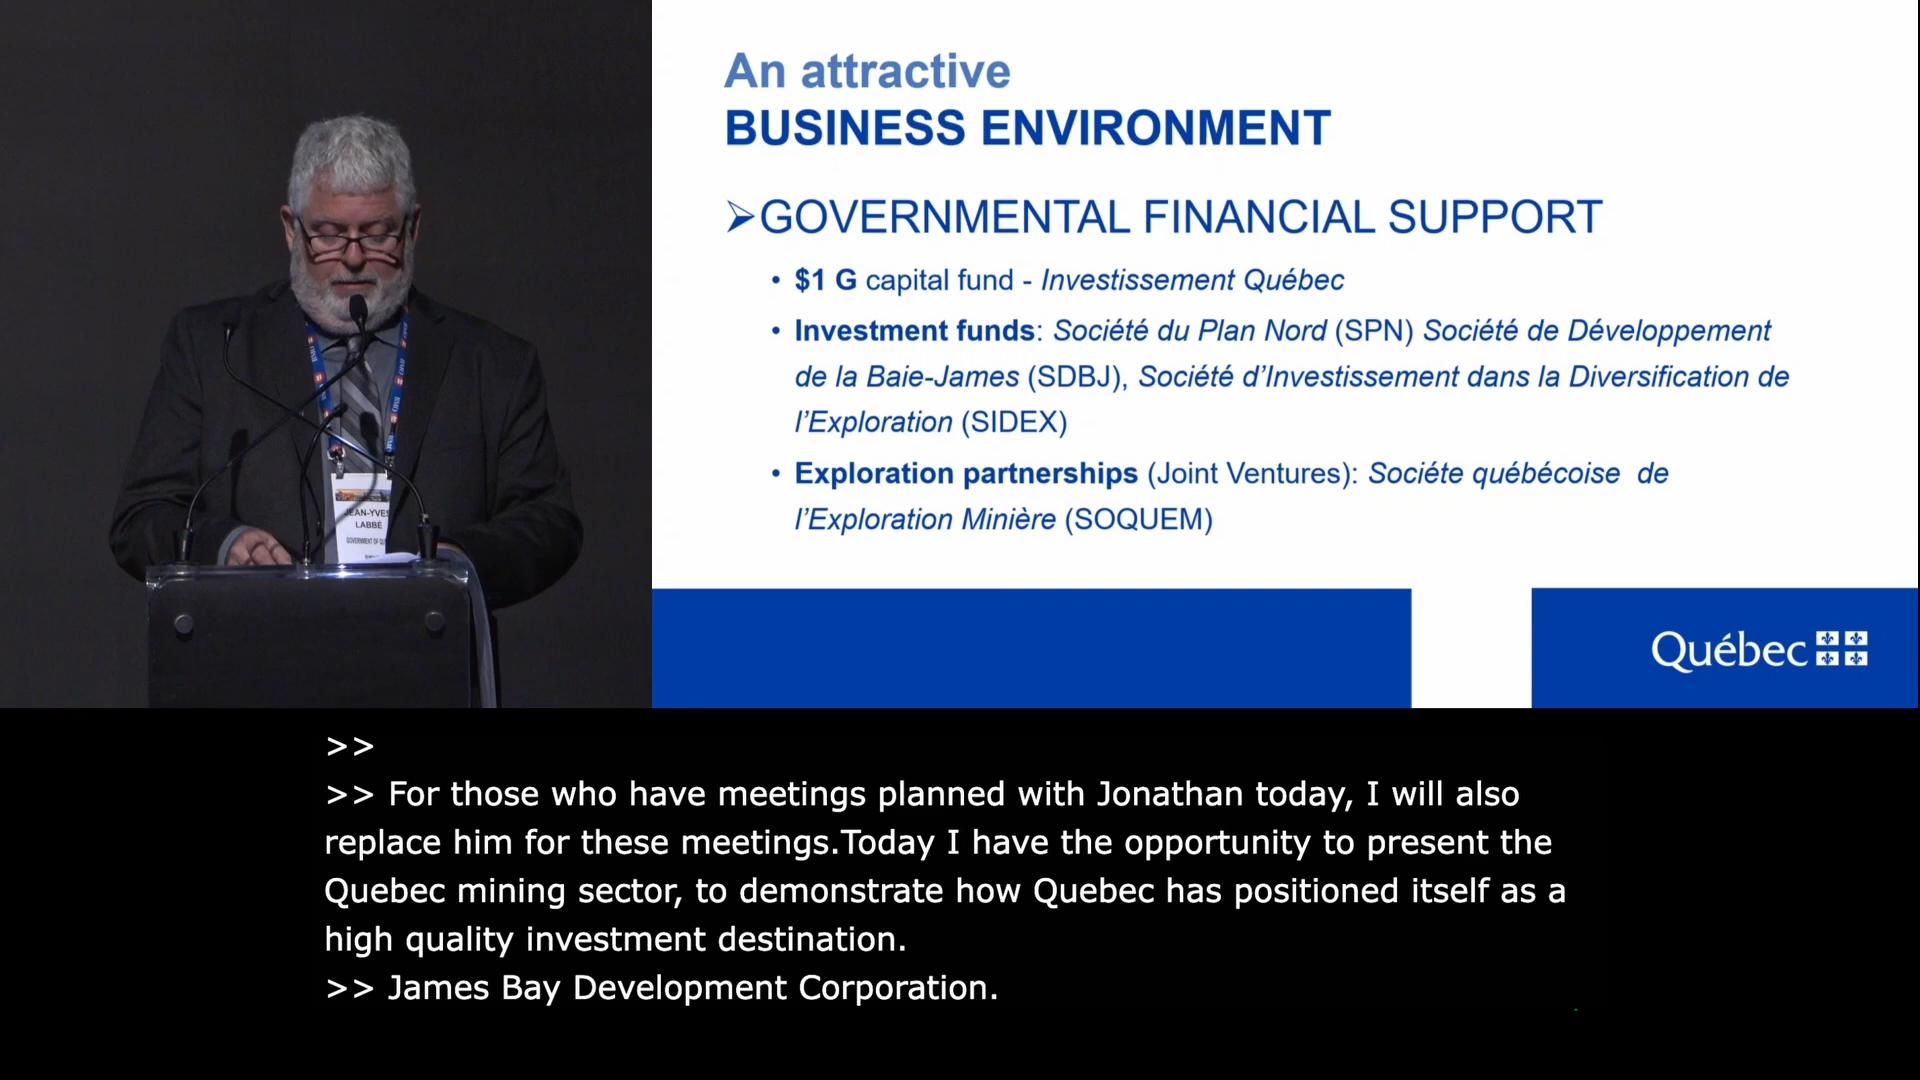 An attractive
BUSINESS ENVIRONMENT
➢GOVERNMENTAL FINANCIAL SUPPORT
• $1 G capital fund - Investissement Québec
• Investment funds: Société du Plan Nord (SPN) Société de Développement
de la Baie-James (SDBJ), Société d’Investissement dans la Diversification de
l’Exploration (SIDEX)
• Exploration partnerships (Joint Ventures): Sociéte québécoise de
l’Exploration Minière (SOQUEM)
Québec
JEAN-YVES
LABBÉ
GOVERNMENT OF
>>
>> For those who have meetings planned with Jonathan today, I will also
replace him for these meetings.Today I have the opportunity to present the
Quebec mining sector, to demonstrate how Quebec has positioned itself as a
high quality investment destination.
>> James Bay Development Corporation.